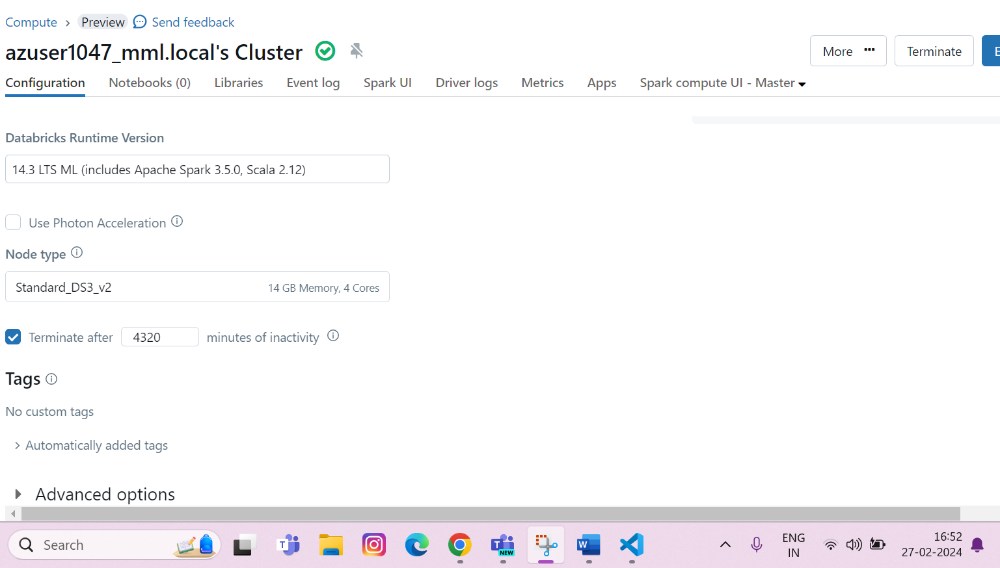 Compute › Preview Send feedback
azuser1047_mml.local's Cluster
More ••• Terminate
Configuration Notebooks (0) Libraries Event log Spark UI Driver logs Metrics Apps Spark compute UI - Master
Databricks Runtime Version
14.3 LTS ML (includes Apache Spark 3.5.0, Scala 2.12)
Use Photon Acceleration
Node type
Standard_DS3_v2 14 GB Memory, 4 Cores
Terminate after 4320 minutes of inactivity
Tags
No custom tags
Automatically added tags
Advanced options
Search
T
T
NEW
W
ENG
IN
16:52
27-02-2024